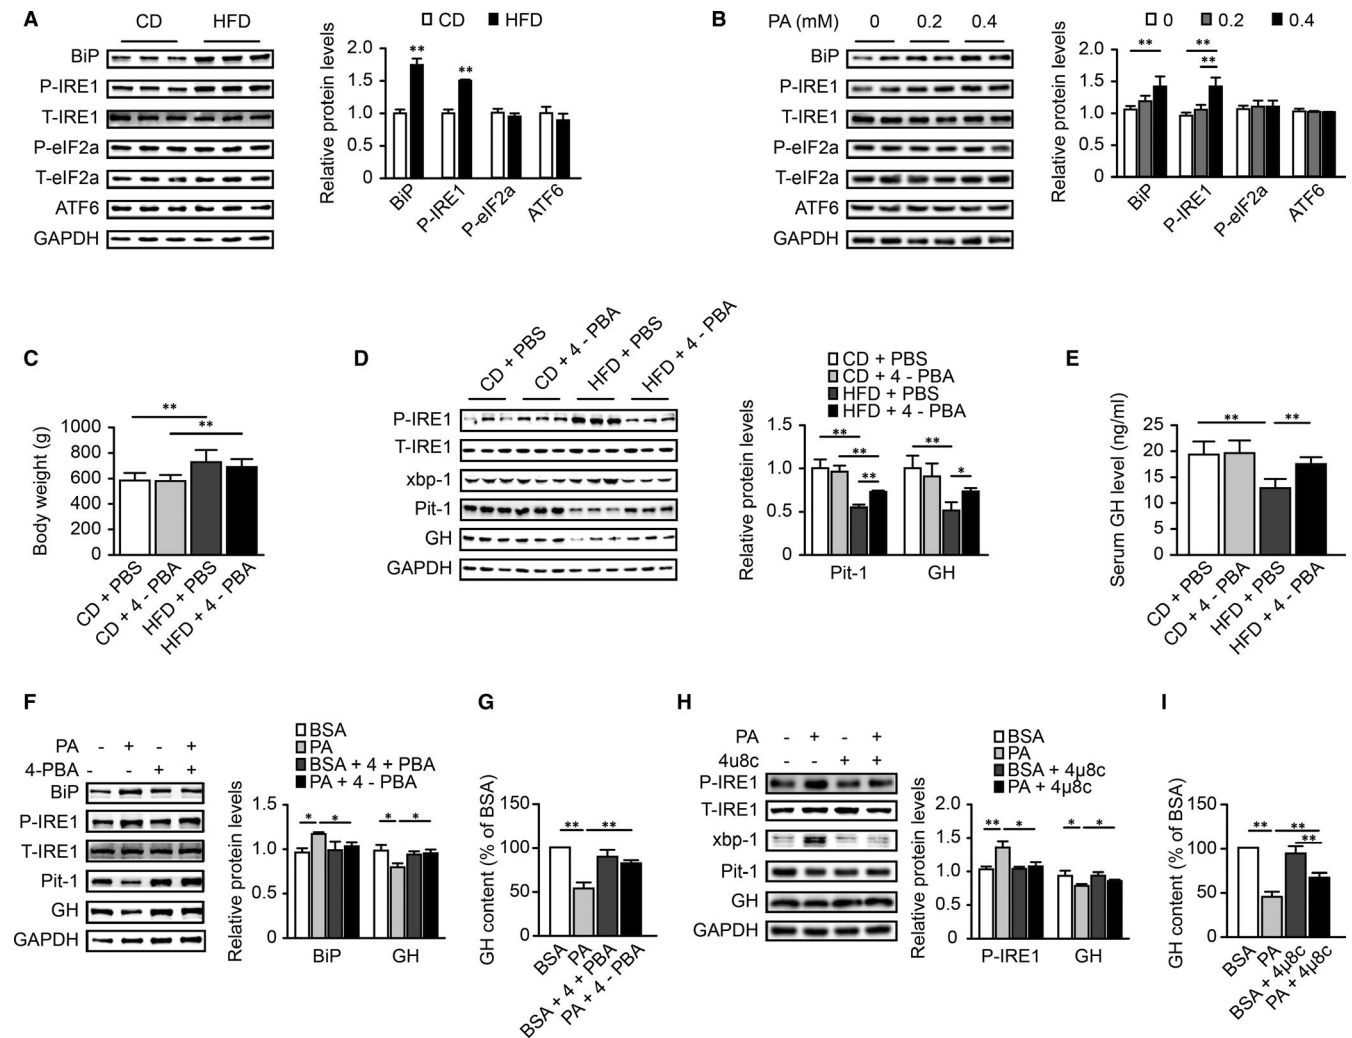 A
CD HFD
BiP
P-IRE1
T-IRE1
P-eIF2a
T-eIF2a
ATF6
GAPDH
CD HFD
Relative protein levels
2.0
1.5
1.0
0.5
0
** **
BiP P-IRE1 P-eIF2a ATF6
B
PA (mM) 0 0.2 0.4
BiP
P-IRE1
T-IRE1
P-eIF2a
T-eIF2a
ATF6
GAPDH
0 0.2 0.4
Relative protein levels
2.0
1.5
1.0
0.5
0
** **
**
BiP P-IRE1 P-eIF2a ATF6
C
Body weight (g)
1000
800
600
400
200
0
**
**
CD + PBS CD + 4 - PBA HFD + PBS HFD + 4 - PBA
D
CD + PBS CD + 4 - PBA HFD + PBS HFD + 4 - PBA
P-IRE1
T-IRE1
xbp-1
Pit-1
GH
GAPDH
CD + PBS
CD + 4 - PBA
HFD + PBS
HFD + 4 - PBA
Relative protein levels
1.5
1.0
0.5
0
** **
**
** *
Pit-1 GH
E
Serum GH level (ng/ml)
25
20
15
10
5
0
** **
CD + PBS CD + 4 - PBA HFD + PBS HFD + 4 - PBA
F
PA - + - +
4-PBA - - + +
BiP
P-IRE1
T-IRE1
Pit-1
GH
GAPDH
BSA
PA
BSA + 4 + PBA
PA + 4 - PBA
Relative protein levels
1.5
1.0
0.5
0
* * * *
BiP GH
G
GH content (% of BSA)
150
100
50
0
** **
BSA PA BSA + 4 + PBA PA + 4 - PBA
H
PA - + - +
4u8c - - + +
P-IRE1
T-IRE1
xbp-1
Pit-1
GH
GAPDH
BSA
PA
BSA + 4µ8c
PA + 4µ8c
Relative protein levels
2.0
1.5
1.0
0.5
0
** * * *
P-IRE1 GH
I
GH content (% of BSA)
150
100
50
0
** **
**
BSA PA BSA + 4µ8c PA + 4µ8c